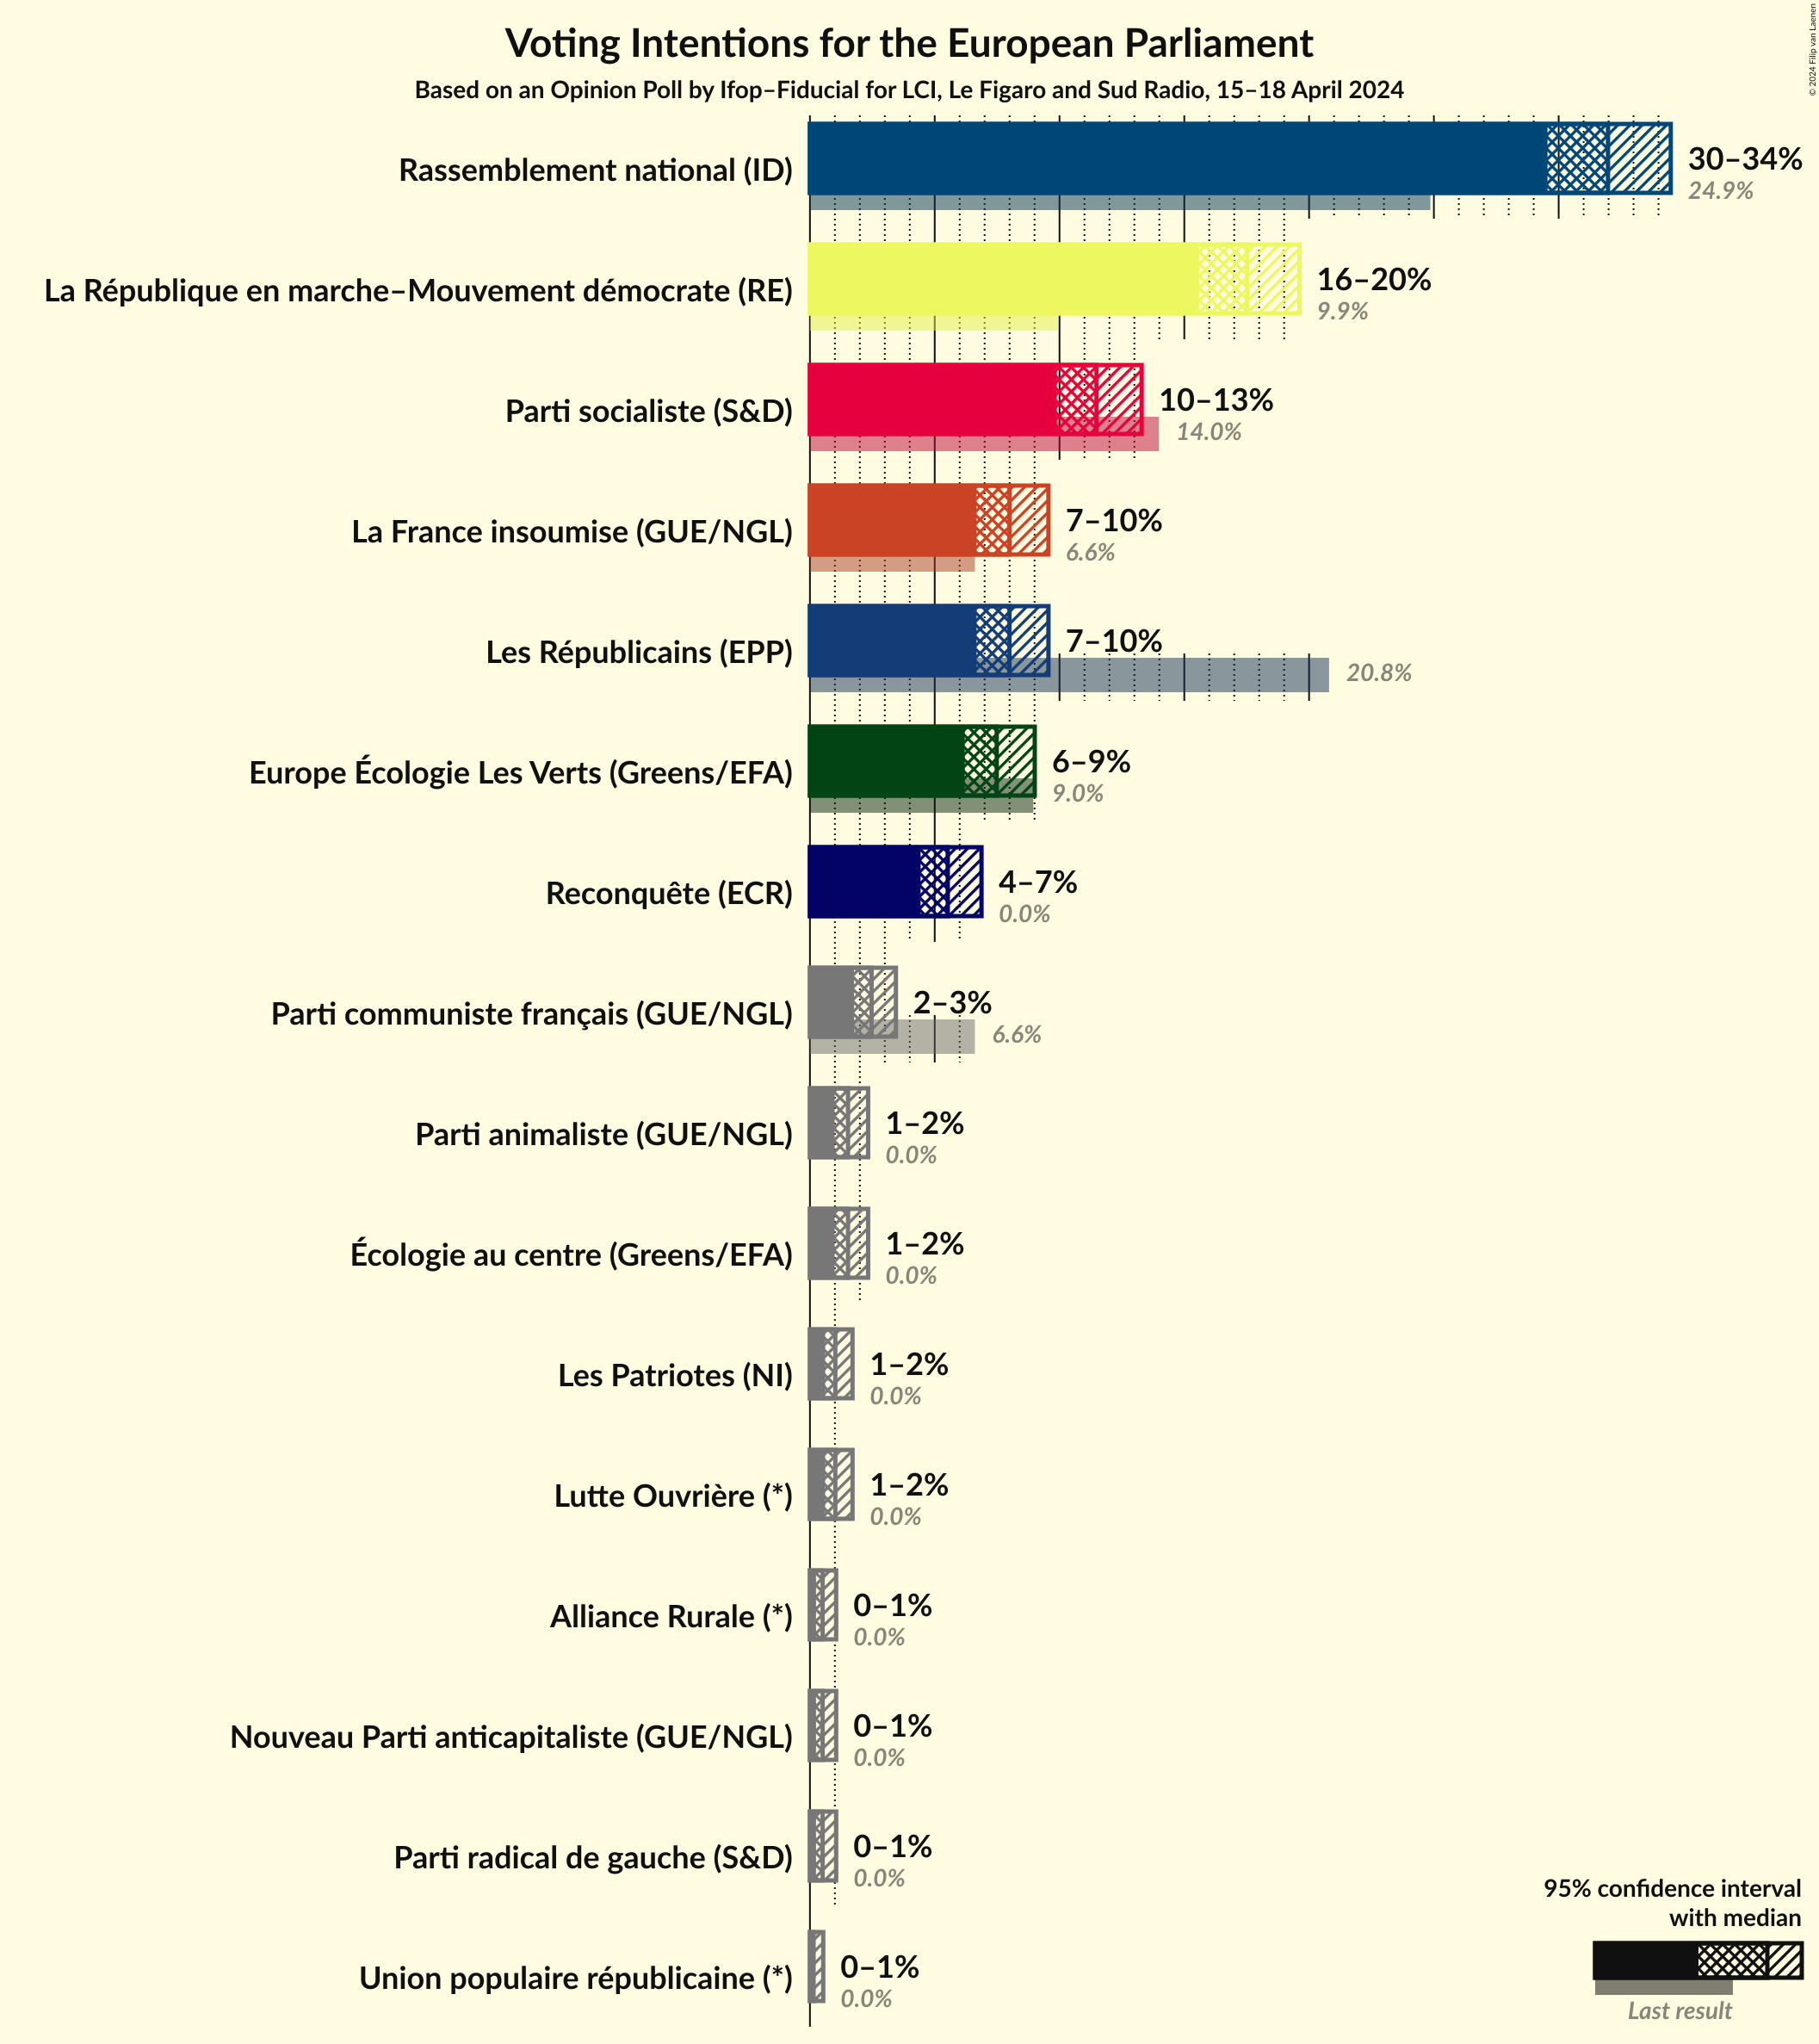 Voting Intentions for the European Parliament
Based on an Opinion Poll by Ifop–Fiducial for LCI, Le Figaro and Sud Radio, 15–18 April 2024
© 2024 Filip van Laenen
Rassemblement national (ID)
30–34%
24.9%
La République en marche–Mouvement démocrate (RE)
16–20%
9.9%
Parti socialiste (S&D)
10–13%
14.0%
La France insoumise (GUE/NGL)
7–10%
6.6%
Les Républicains (EPP)
7–10%
20.8%
Europe Écologie Les Verts (Greens/EFA)
6–9%
9.0%
Reconquête (ECR)
4–7%
0.0%
Parti communiste français (GUE/NGL)
2–3%
6.6%
Parti animaliste (GUE/NGL)
1–2%
0.0%
Écologie au centre (Greens/EFA)
1–2%
0.0%
Les Patriotes (NI)
1–2%
0.0%
Lutte Ouvrière (*)
1–2%
0.0%
Alliance Rurale (*)
0–1%
0.0%
Nouveau Parti anticapitaliste (GUE/NGL)
0–1%
0.0%
Parti radical de gauche (S&D)
0–1%
0.0%
Union populaire républicaine (*)
0–1%
0.0%
95% confidence interval
with median
Last result